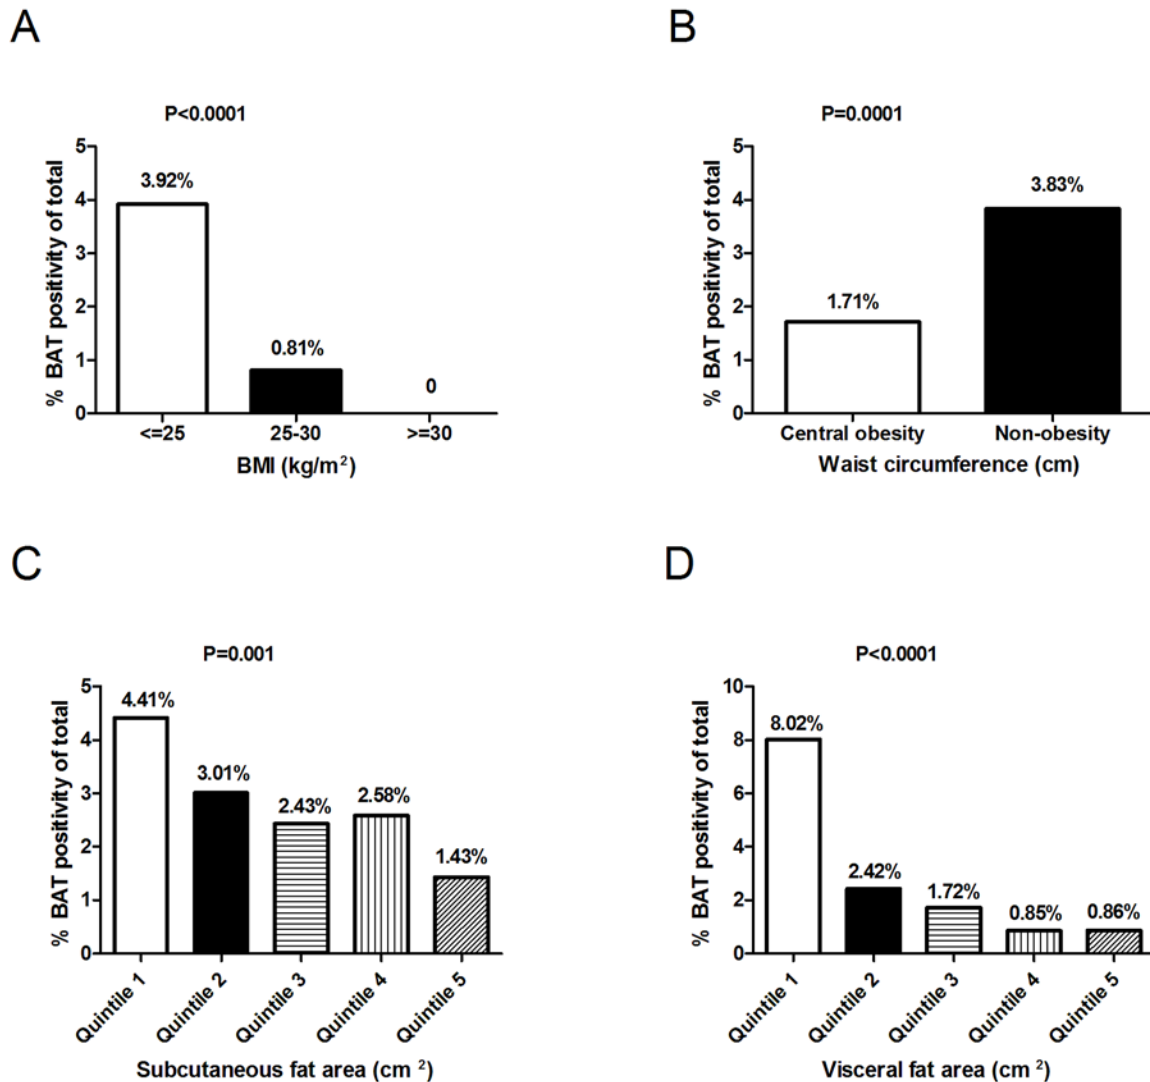 A
P<0.0001
% BAT positivity of total
5
4
3
2
1
0
3.92%
0.81%
0
<=25 25-30 >=30
BMI (kg/m²)
B
P=0.0001
% BAT positivity of total
5
4
3
2
1
0
1.71%
3.83%
Central obesity Non-obesity
Waist circumference (cm)
C
P=0.001
% BAT positivity of total
5
4
3
2
1
0
4.41%
3.01%
2.43%
2.58%
1.43%
Quintile 1
Quintile 2
Quintile 3
Quintile 4
Quintile 5
Subcutaneous fat area (cm ²)
D
P<0.0001
% BAT positivity of total
10
8
6
4
2
0
8.02%
2.42%
1.72%
0.85%
0.86%
Quintile 1
Quintile 2
Quintile 3
Quintile 4
Quintile 5
Visceral fat area (cm ²)